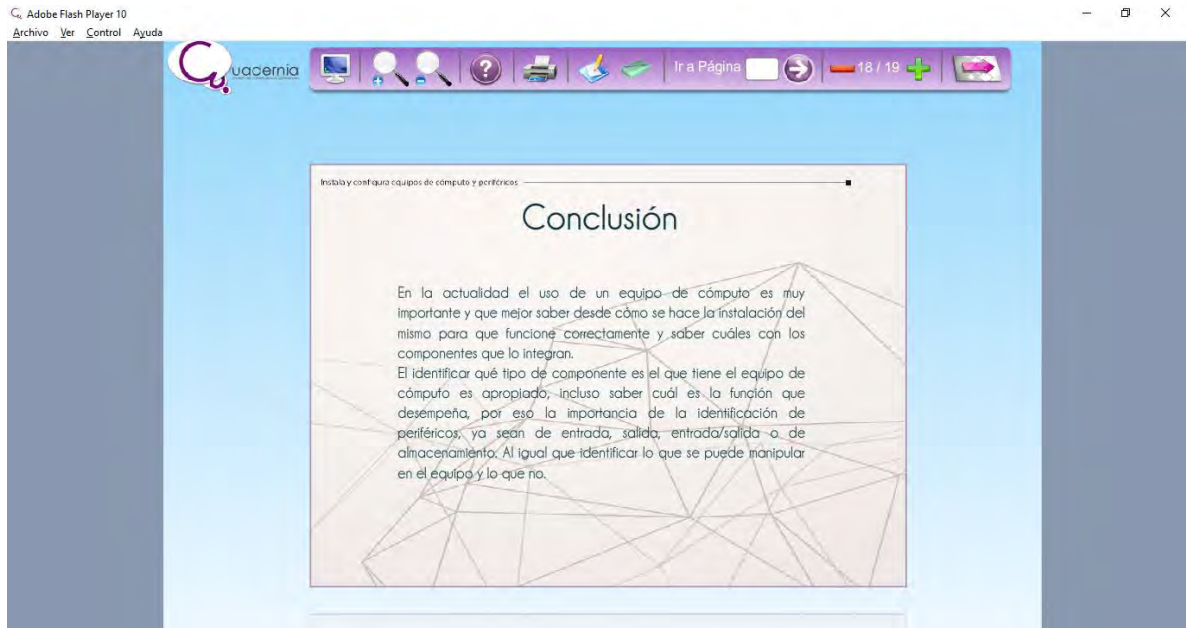 Adobe Flash Player 10
Archivo Ver Control Ayuda
Cuadernia
Ir a Página
18 / 19
Instala y configura equipos de cómputo y periféricos
Conclusión
En la actualidad el uso de un equipo de cómputo es muy
importante y que mejor saber desde cómo se hace la instalación del
mismo para que funcione correctamente y saber cuáles con los
componentes que lo integran.
El identificar qué tipo de componente es el que tiene el equipo de
cómputo es apropiado, incluso saber cuál es la función que
desempeña, por eso la importancia de la identificación de
periféricos, ya sean de entrada, salida, entrada/salida o de
almacenamiento. Al igual que identificar lo que se puede manipular
en el equipo y lo que no.